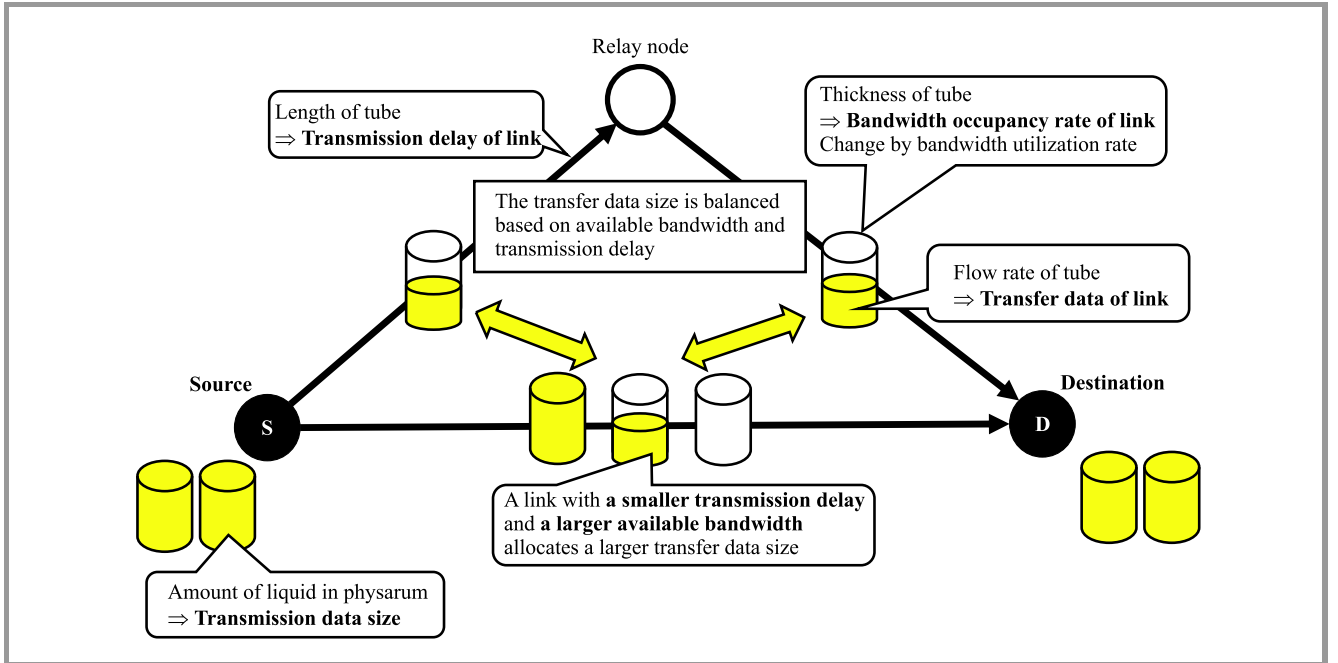 Relay node
Length of tube
⇒ Transmission delay of link
Thickness of tube
⇒ Bandwidth occupancy rate of link
Change by bandwidth utilization rate
The transfer data size is balanced
based on available bandwidth and
transmission delay
Flow rate of tube
⇒ Transfer data of link
Source
Destination
S
D
A link with a smaller transmission delay
and a larger available bandwidth
allocates a larger transfer data size
Amount of liquid in physarum
⇒ Transmission data size